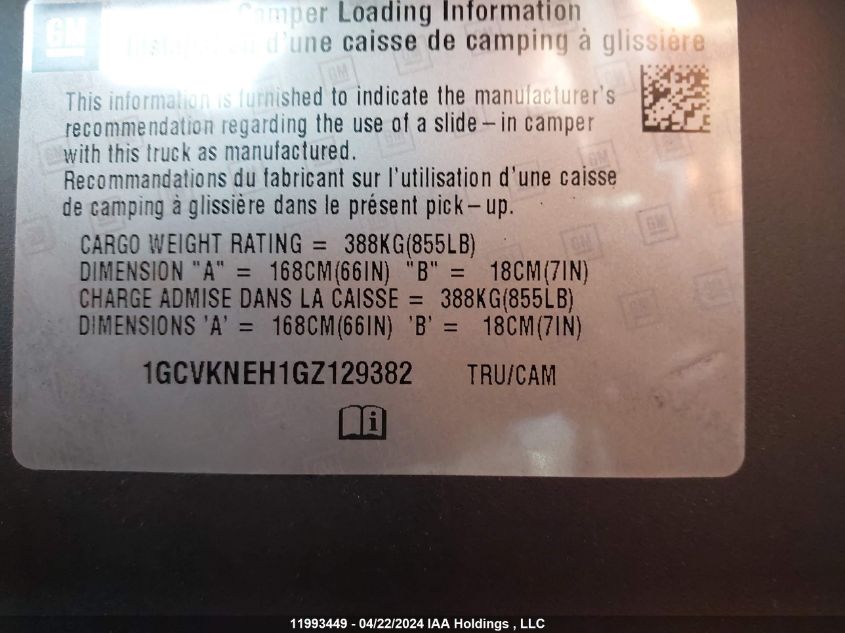 GM
Camper Loading Information
Installation d'une caisse de camping à glissière
This information is furnished to indicate the manufacturer's
recommendation regarding the use of a slide – in camper
with this truck as manufactured.
Recommandations du fabricant sur l'utilisation d'une caisse
de camping à glissière dans le présent pick – up.
CARGO WEIGHT RATING = 388KG(855LB)
DIMENSION "A" = 168CM(66IN) "B" = 18CM(7IN)
CHARGE ADMISE DANS LA CAISSE = 388KG(855LB)
DIMENSIONS 'A' = 168CM(66IN) 'B' = 18CM(7IN)
1GCVKNEH1GZ129382 TRU/CAM
i
11993449 - 04/22/2024 IAA Holdings , LLC